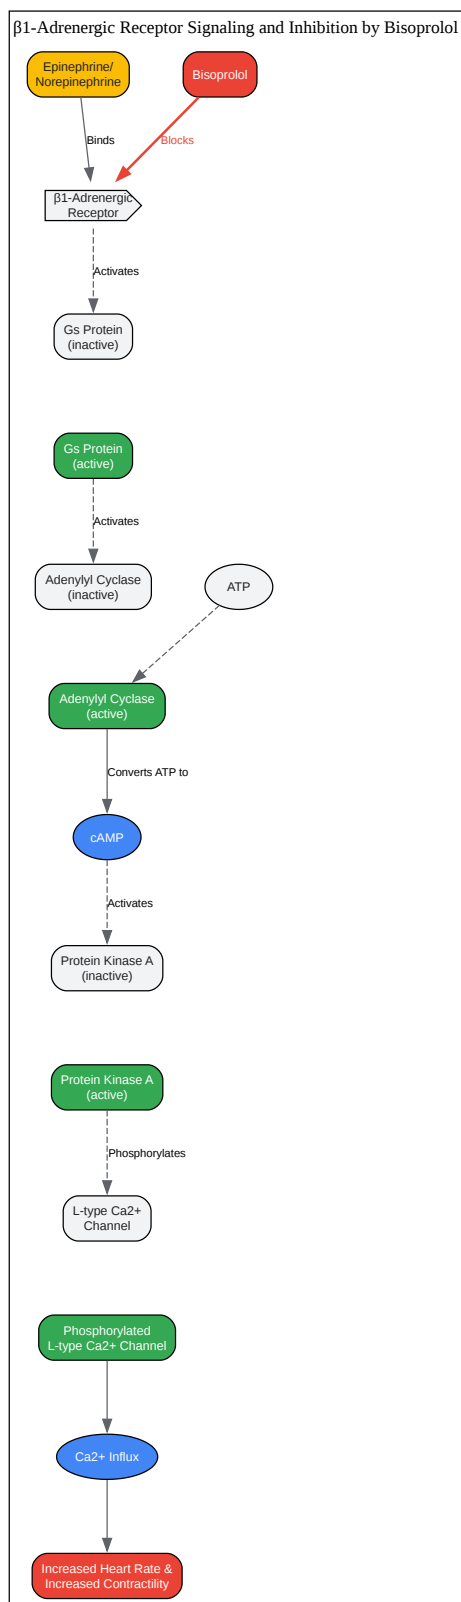 β1-Adrenergic Receptor Signaling and Inhibition by Bisoprolol
Epinephrine/
Norepinephrine
Bisoprolol
Binds
Blocks
β1-Adrenergic
Receptor
Activates
Gs Protein
(inactive)
Gs Protein
(active)
Activates
Adenylyl Cyclase
(inactive)
ATP
Adenylyl Cyclase
(active)
Converts ATP to
cAMP
Activates
Protein Kinase A
(inactive)
Protein Kinase A
(active)
Phosphorylates
L-type Ca2+
Channel
Phosphorylated
L-type Ca2+ Channel
Ca2+ Influx
Increased Heart Rate &
Increased Contractility